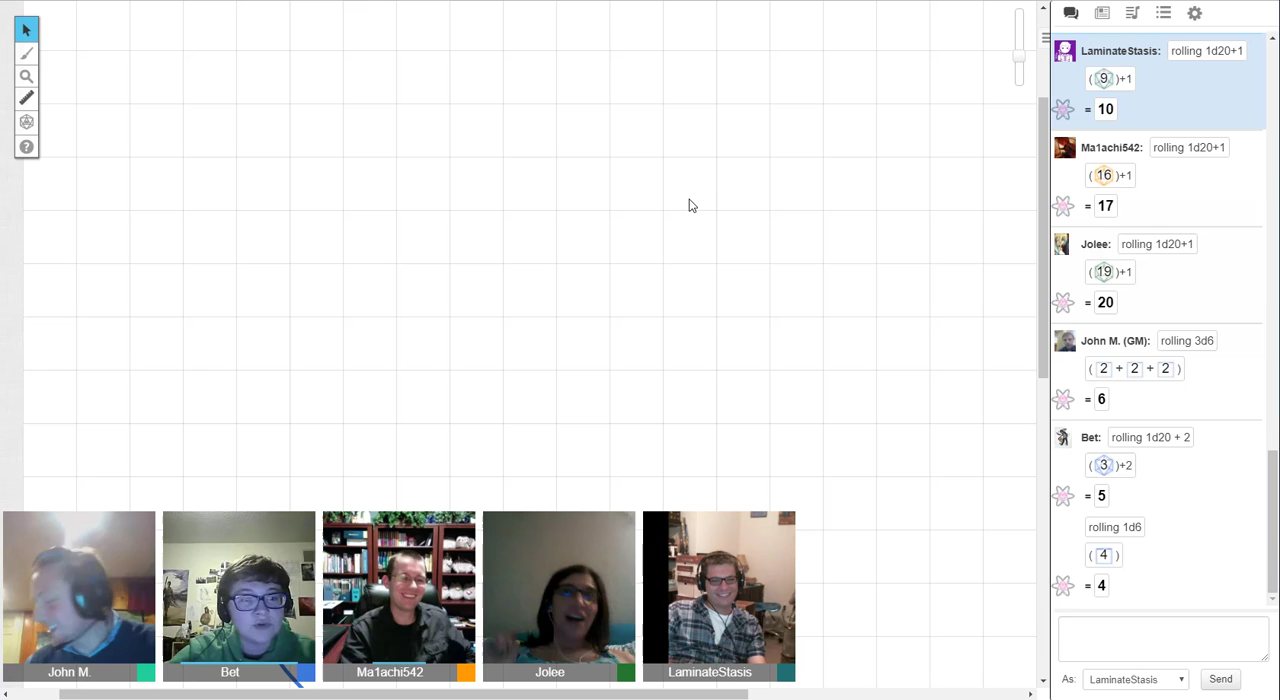 LaminateStasis: rolling 1d20+1
(9)+1
= 10
Ma1achi542: rolling 1d20+1
(16)+1
= 17
Jolee: rolling 1d20+1
(19)+1
= 20
John M. (GM): rolling 3d6
(2 + 2 + 2)
= 6
Bet: rolling 1d20 + 2
(3)+2
= 5
rolling 1d6
(4)
= 4
As: LaminateStasis Send
John M. Bet Ma1achi542 Jolee LaminateStasis